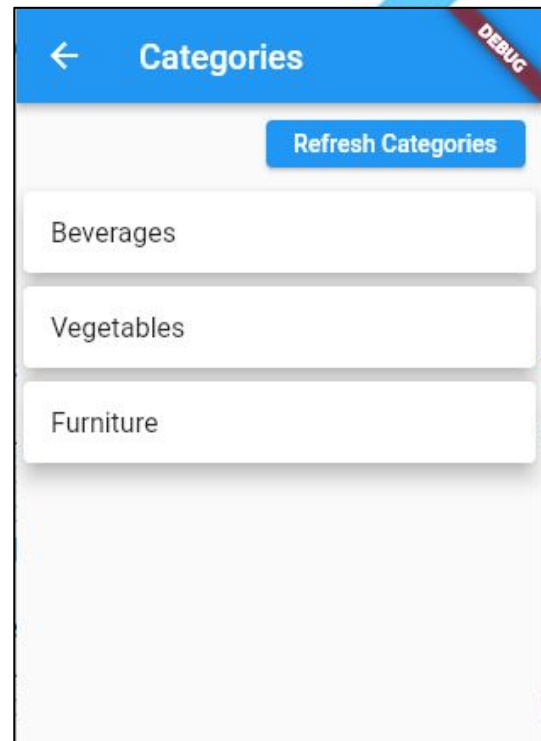 Categories
DEBUG
Refresh Categories
Beverages
Vegetables
Furniture